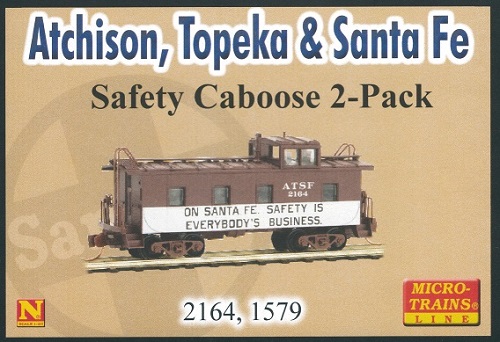 Atchison, Topeka & Santa Fe
Safety Caboose 2-Pack
ATSF
2164
ON SANTA FE, SAFETY IS
EVERYBODY'S BUSINESS.
San
2164, 1579
N
MICRO-
TRAINS®
LINE